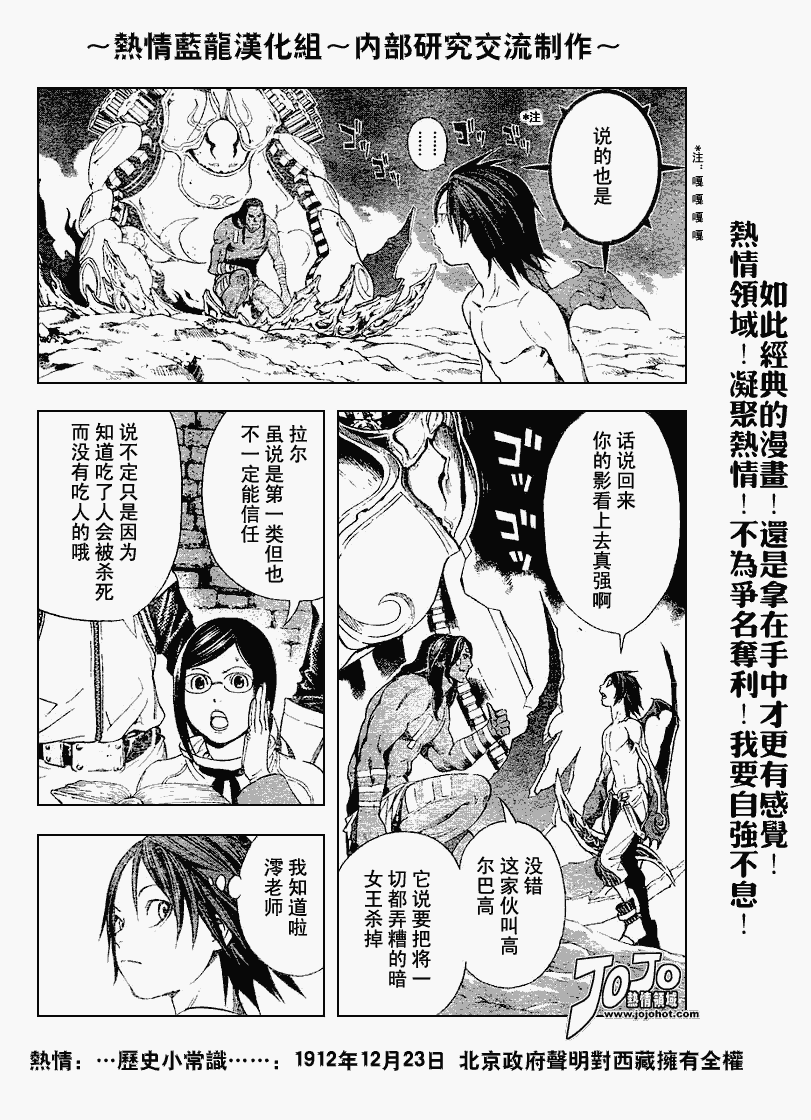 ～熱情藍龍漢化組～内部研究交流制作～
说的也是
*注
……
ゴゴ
ゴゴ
*注：嘎嘎嘎嘎
如此經典的漫畫！還是拿在手中才更有感覺！
熱情領域！凝聚熱情！不為爭名奪利！我要自強不息！
话说回来
你的影看上去真强啊
ゴゴ
没错
这家伙叫高
尔巴高
它说要把将一
切都弄糟的暗
女王杀掉
拉尔
虽说是第一类但也
不一定能信任
说不定只是因为
知道吃了人会被杀死
而没有吃人的哦
我知道啦
澪老师
JOJO
熱情領域
www.jojohot.com
熱情：…歷史小常識……：1912年12月23日 北京政府聲明對西藏擁有全權